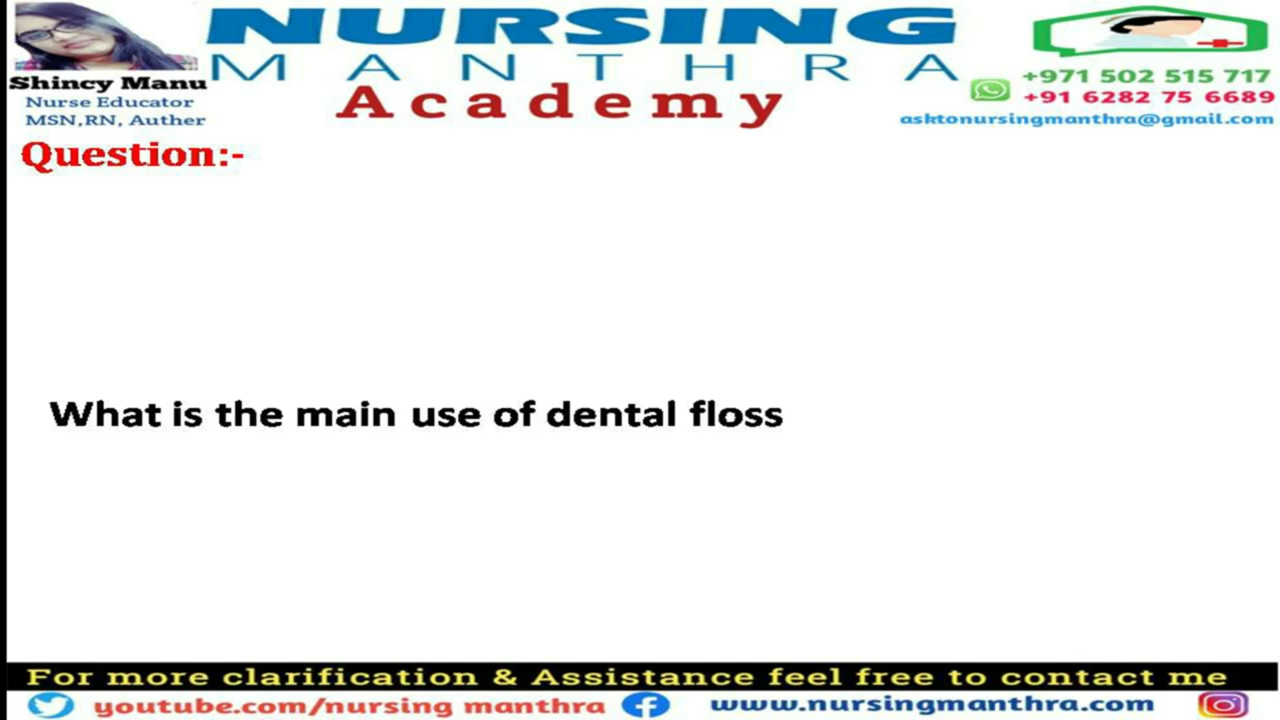 NURSING
MANTHRA
Academy
Shincy Manu
Nurse Educator
MSN,RN, Auther
+971 502 515 717
+91 6282 75 6689
asktonursingmanthra@gmail.com
Question:-
What is the main use of dental floss
For more clarification & Assistance feel free to contact me
youtube.com/nursing manthra
www.nursingmanthra.com